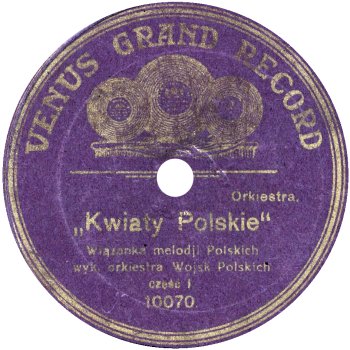 VENUS GRAND RECORD
Orkiestra.
„Kwiaty Polskie"
Wiązanka melodji Polskich
wyk. orkiestra Wojsk Polskich
część I
10070